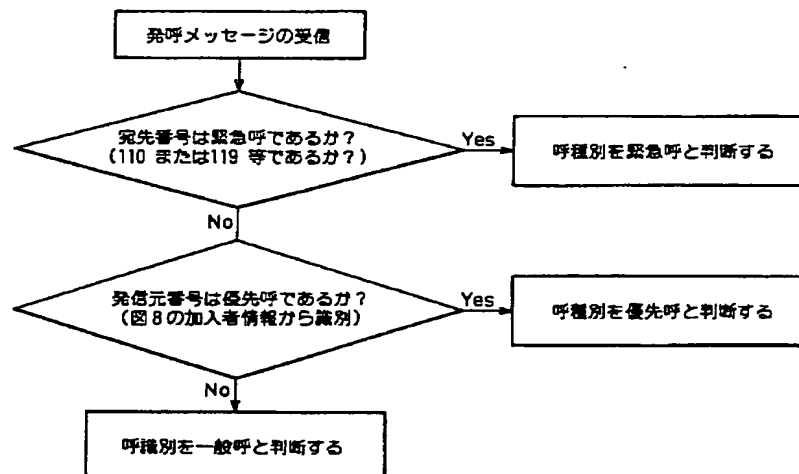 発呼メッセージの受信
宛先番号は緊急呼であるか？
（110 または119 等であるか？）
Yes
呼種別を緊急呼と判断する
No
発信元番号は優先呼であるか？
（図８の加入者情報から識別）
Yes
呼種別を優先呼と判断する
No
呼識別を一般呼と判断する